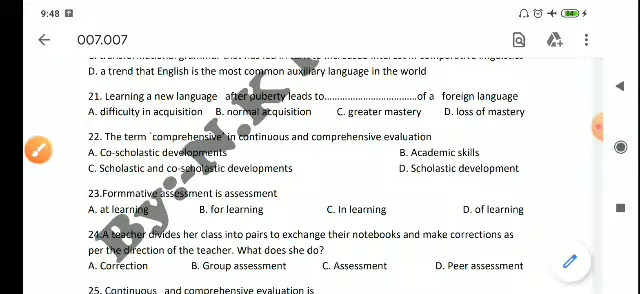 9:48
84
007.007
D. a trend that English is the most common auxiliary language in the world
21. Learning a new language after puberty leads to..................................of a foreign language
A. difficulty in acquisition B. normal acquisition C. greater mastery D. loss of mastery
22. The term `comprehensive' in continuous and comprehensive evaluation
A. Co-scholastic developments B. Academic skills
C. Scholastic and co-scholastic developments D. Scholastic development
23.Formmative assessment is assessment
A. at learning B. for learning C. In learning D. of learning
24.A teacher divides her class into pairs to exchange their notebooks and make corrections as
per the direction of the teacher. What does she do?
A. Correction B. Group assessment C. Assessment D. Peer assessment
25. Continuous and comprehensive evaluation is
By:-N.K